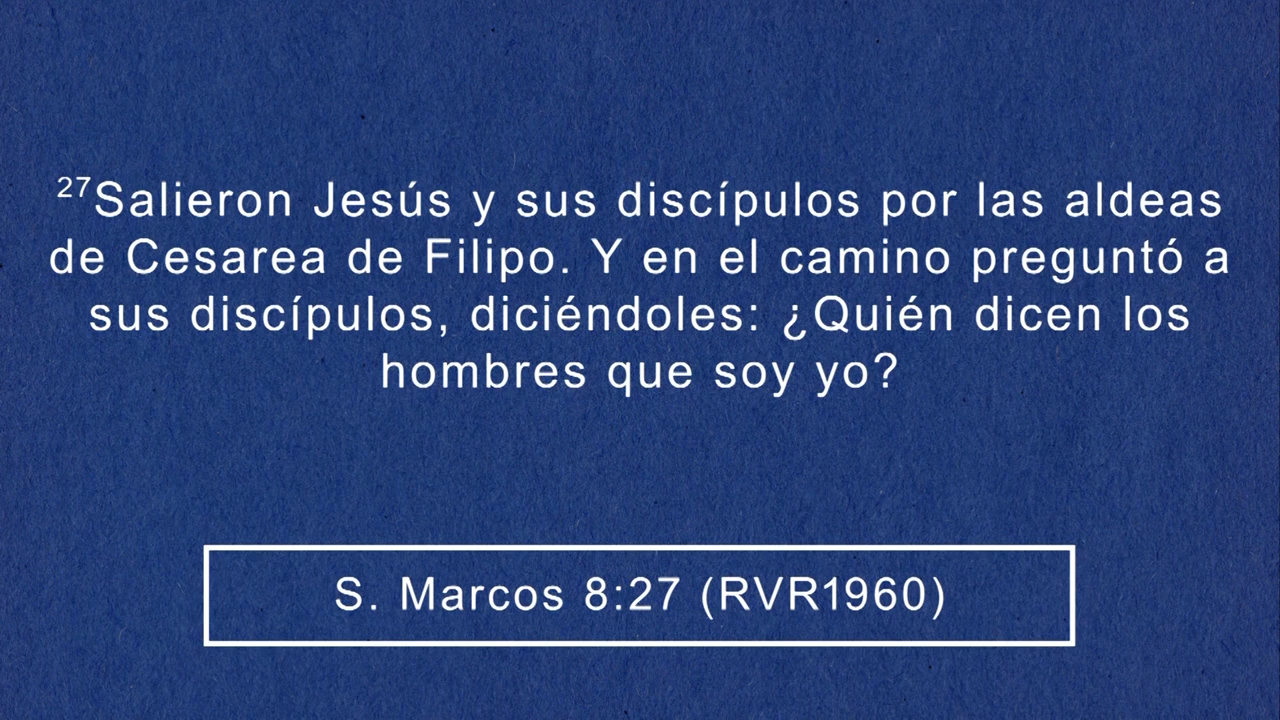 27Salieron Jesús y sus discípulos por las aldeas
de Cesarea de Filipo. Y en el camino preguntó a
sus discípulos, diciéndoles: ¿Quién dicen los
hombres que soy yo?
S. Marcos 8:27 (RVR1960)